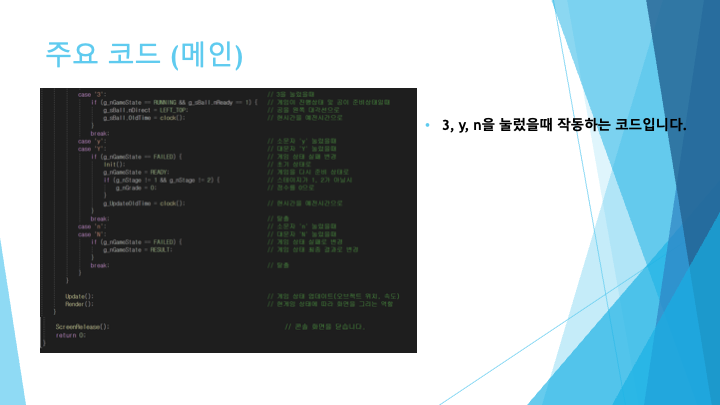 주요 코드 (메인)
case '3': // 3을 눌렀을때
if (g_nGameState == RUNNING && g_sBall.nReady == 1) { // 게임이 진행상태 및 공이 준비상태일때
g_sBall.nDirect = LEFT_TOP; // 공을 왼쪽 대각선으로
g_sBall.OldTime = clock(); // 현시간을 예전시간으로
}
break;
case 'y': // 소문자 'y' 눌렀을때
case 'Y': // 대문자 'Y' 눌렀을때
if (g_nGameState == FAILED) { // 게임 상태 실패 변경
Init(); // 초기 상태로
g_nGameState = READY; // 게임을 다시 준비 상태로
if (g_nStage != 1 && g_nStage != 2) { // 스테이지가 1, 2가 아닐시
g_nGrade = 0; // 점수를 0으로
}
g_UpdateOldTime = clock(); // 현시간을 예전시간으로
}
break; // 탈출
case 'n': // 소문자 'n' 눌렀을때
case 'N': // 대문자 'N' 눌렀을때
if (g_nGameState == FAILED) { // 게임 상태 실패로 변경
g_nGameState = RESULT; // 게임 상태 최종 결과로 변경
}
break; // 탈출
}
}
Update(); // 게임 상태 업데이트(오브젝트 위치, 속도)
Render(); // 현게임 상태에 따라 화면을 그리는 역할
}
ScreenRelease(); // 콘솔 화면을 닫습니다.
return 0;
}
• 3, y, n을 눌렀을때 작동하는 코드입니다.